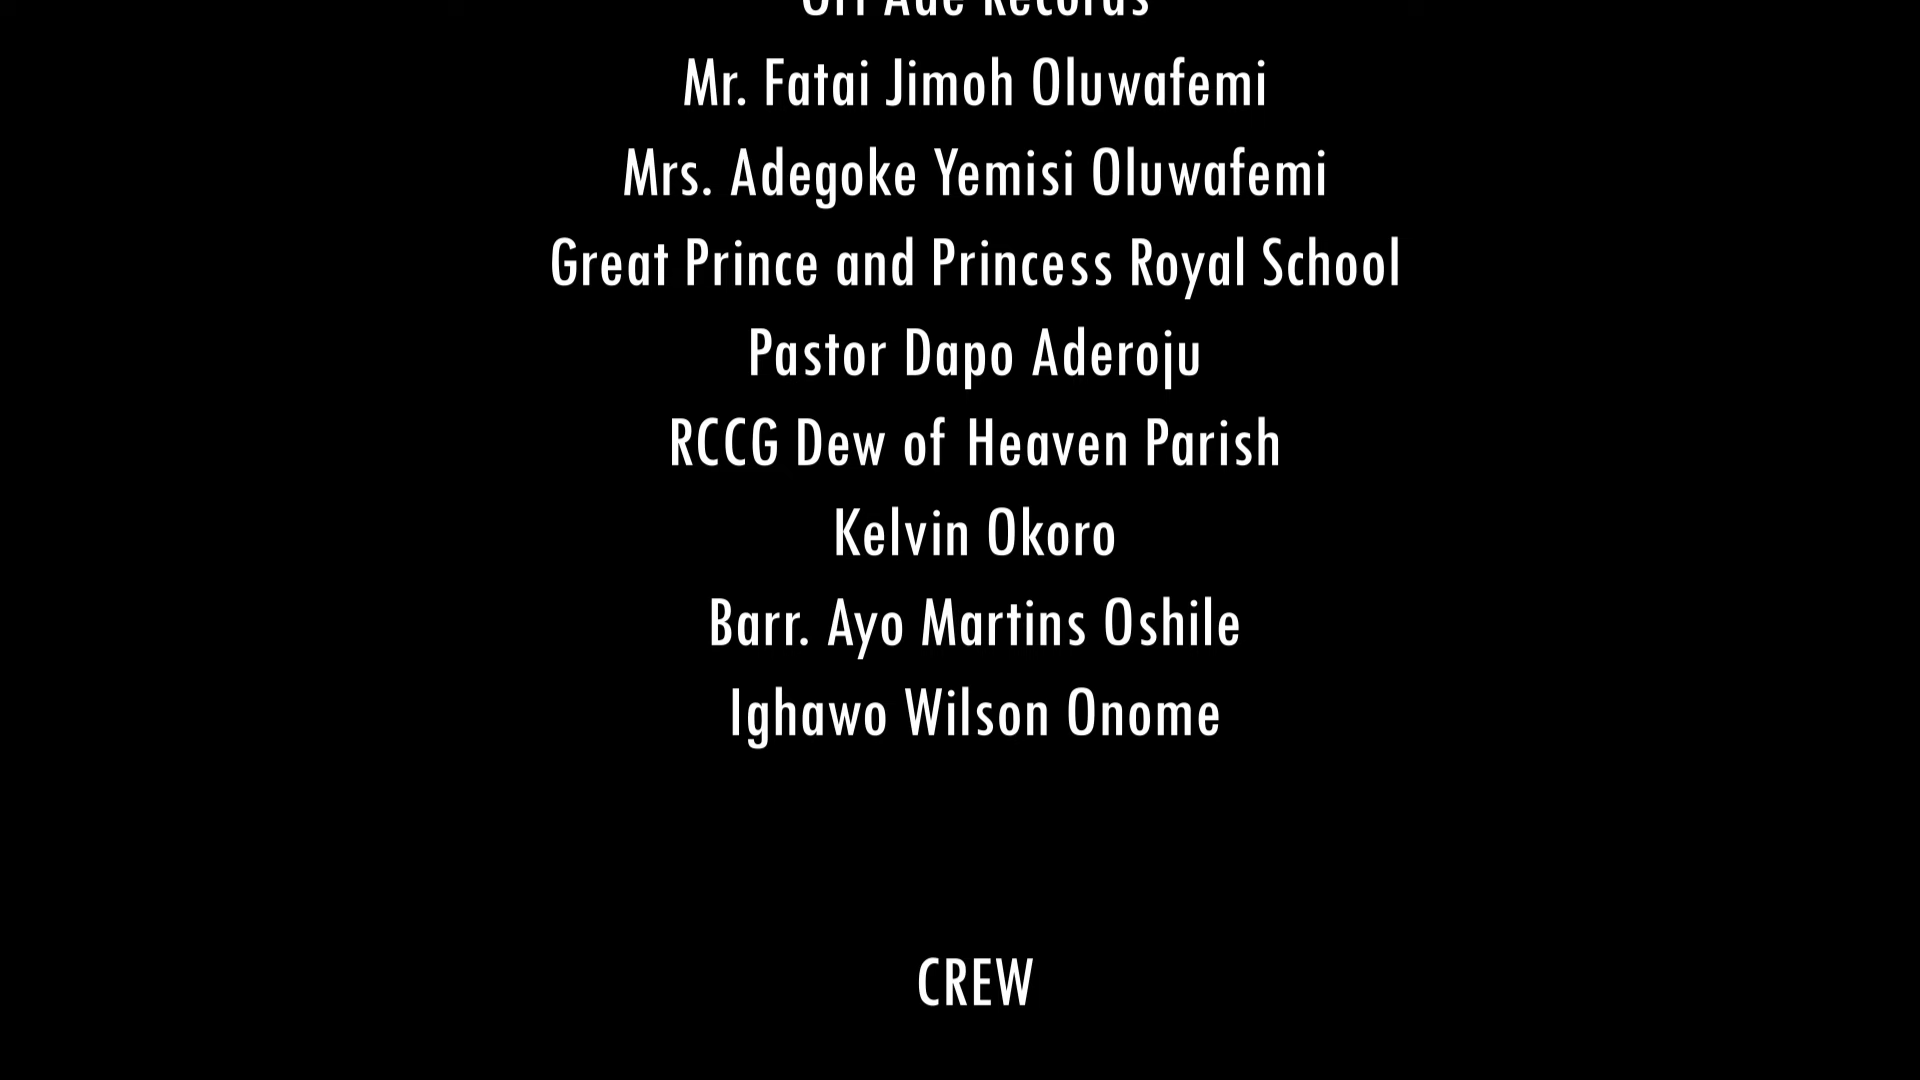 Records
Mr. Fatai Jimoh Oluwafemi
Mrs. Adegoke Yemisi Oluwafemi
Great Prince and Princess Royal School
Pastor Dapo Aderoju
RCCG Dew of Heaven Parish
Kelvin Okoro
Barr. Ayo Martins Oshile
Ighawo Wilson Onome
CREW